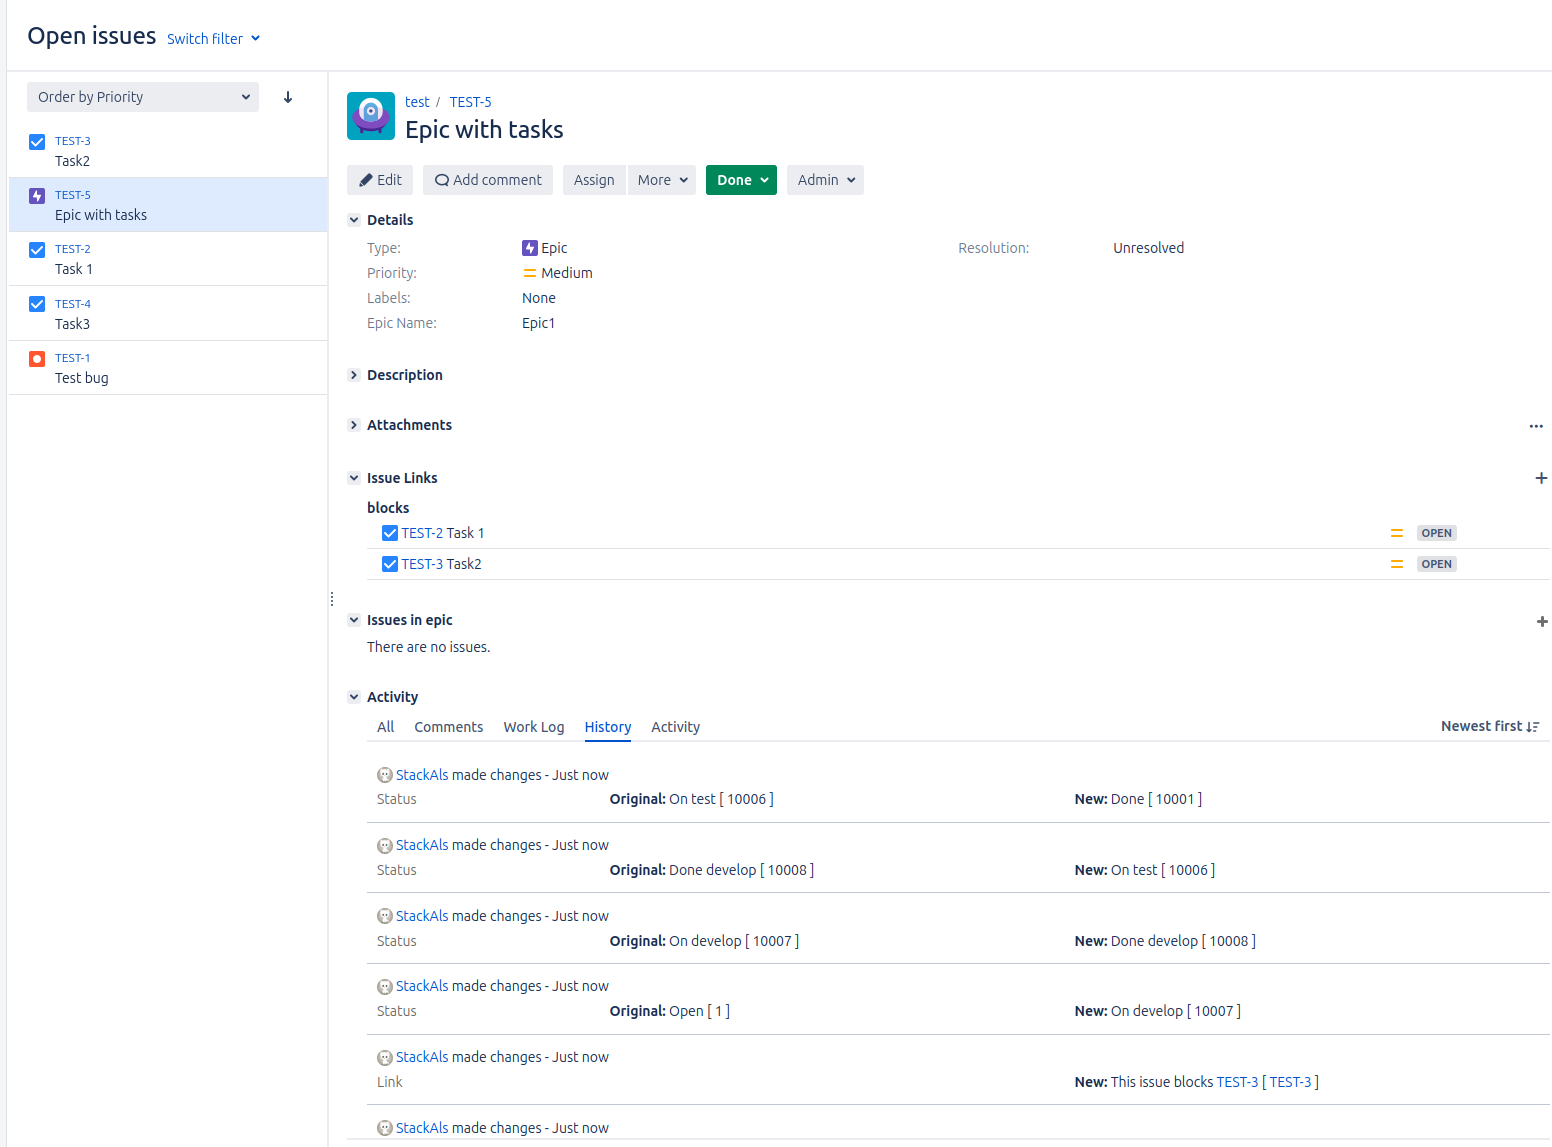 Open issues Switch filter
Order by Priority
TEST-3
Task2
TEST-5
Epic with tasks
TEST-2
Task 1
TEST-4
Task3
TEST-1
Test bug
test / TEST-5
Epic with tasks
Edit Add comment Assign More Done Admin
Details
Type: Epic Resolution: Unresolved
Priority: Medium
Labels: None
Epic Name: Epic1
Description
Attachments
Issue Links
blocks
TEST-2 Task 1 OPEN
TEST-3 Task2 OPEN
Issues in epic
There are no issues.
Activity
All Comments Work Log History Activity Newest first
StackAls made changes - Just now
Status Original: On test [ 10006 ] New: Done [ 10001 ]
StackAls made changes - Just now
Status Original: Done develop [ 10008 ] New: On test [ 10006 ]
StackAls made changes - Just now
Status Original: On develop [ 10007 ] New: Done develop [ 10008 ]
StackAls made changes - Just now
Status Original: Open [ 1 ] New: On develop [ 10007 ]
StackAls made changes - Just now
Link New: This issue blocks TEST-3 [ TEST-3 ]
StackAls made changes - Just now